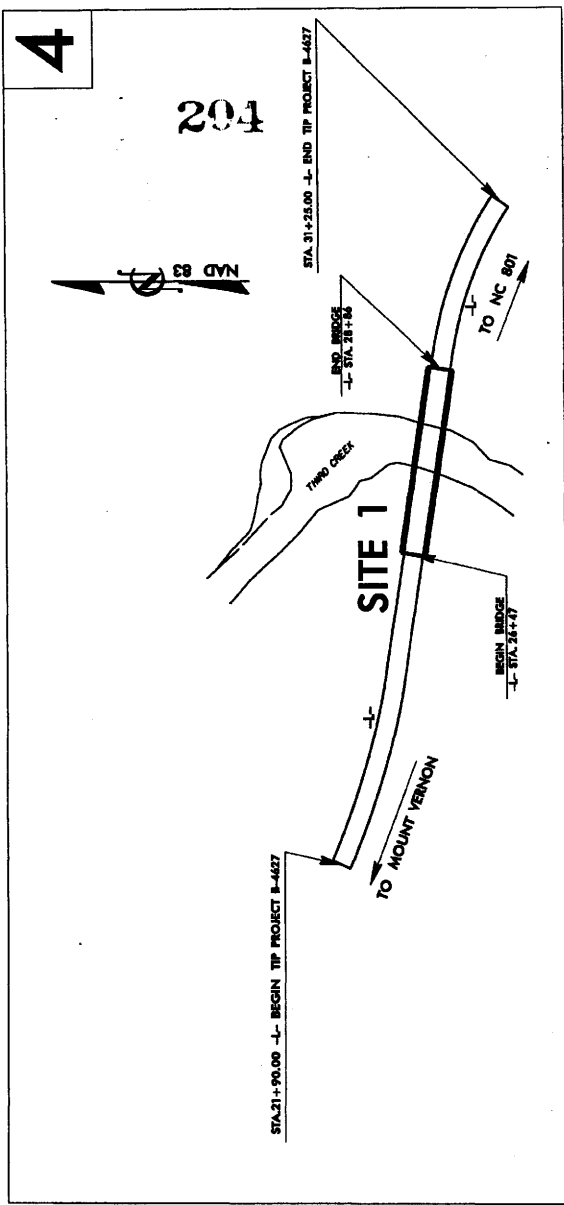 4
204
NAD 83
STA. 31+25.00 -L- END TIP PROJECT B-4627
END BRIDGE
-L- STA. 28+86
THIRD CREEK
SITE 1
-L-
TO NC 801
BEGIN BRIDGE
-L- STA. 26+47
-L-
TO MOUNT VERNON
STA.21+90.00 -L- BEGIN TIP PROJECT B-4627